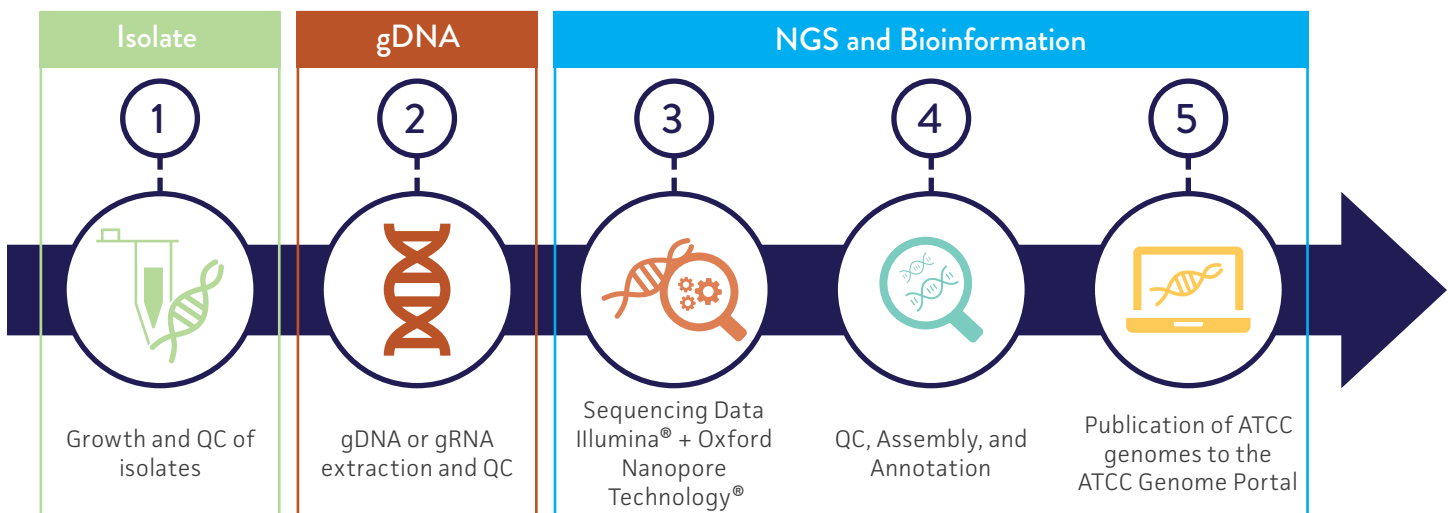 Isolate
gDNA
NGS and Bioinformation
1
2
3
4
5
Growth and QC of
isolates
gDNA or gRNA
extraction and QC
Sequencing Data
Illumina® + Oxford
Nanopore
Technology®
QC, Assembly, and
Annotation
Publication of ATCC
genomes to the
ATCC Genome Portal